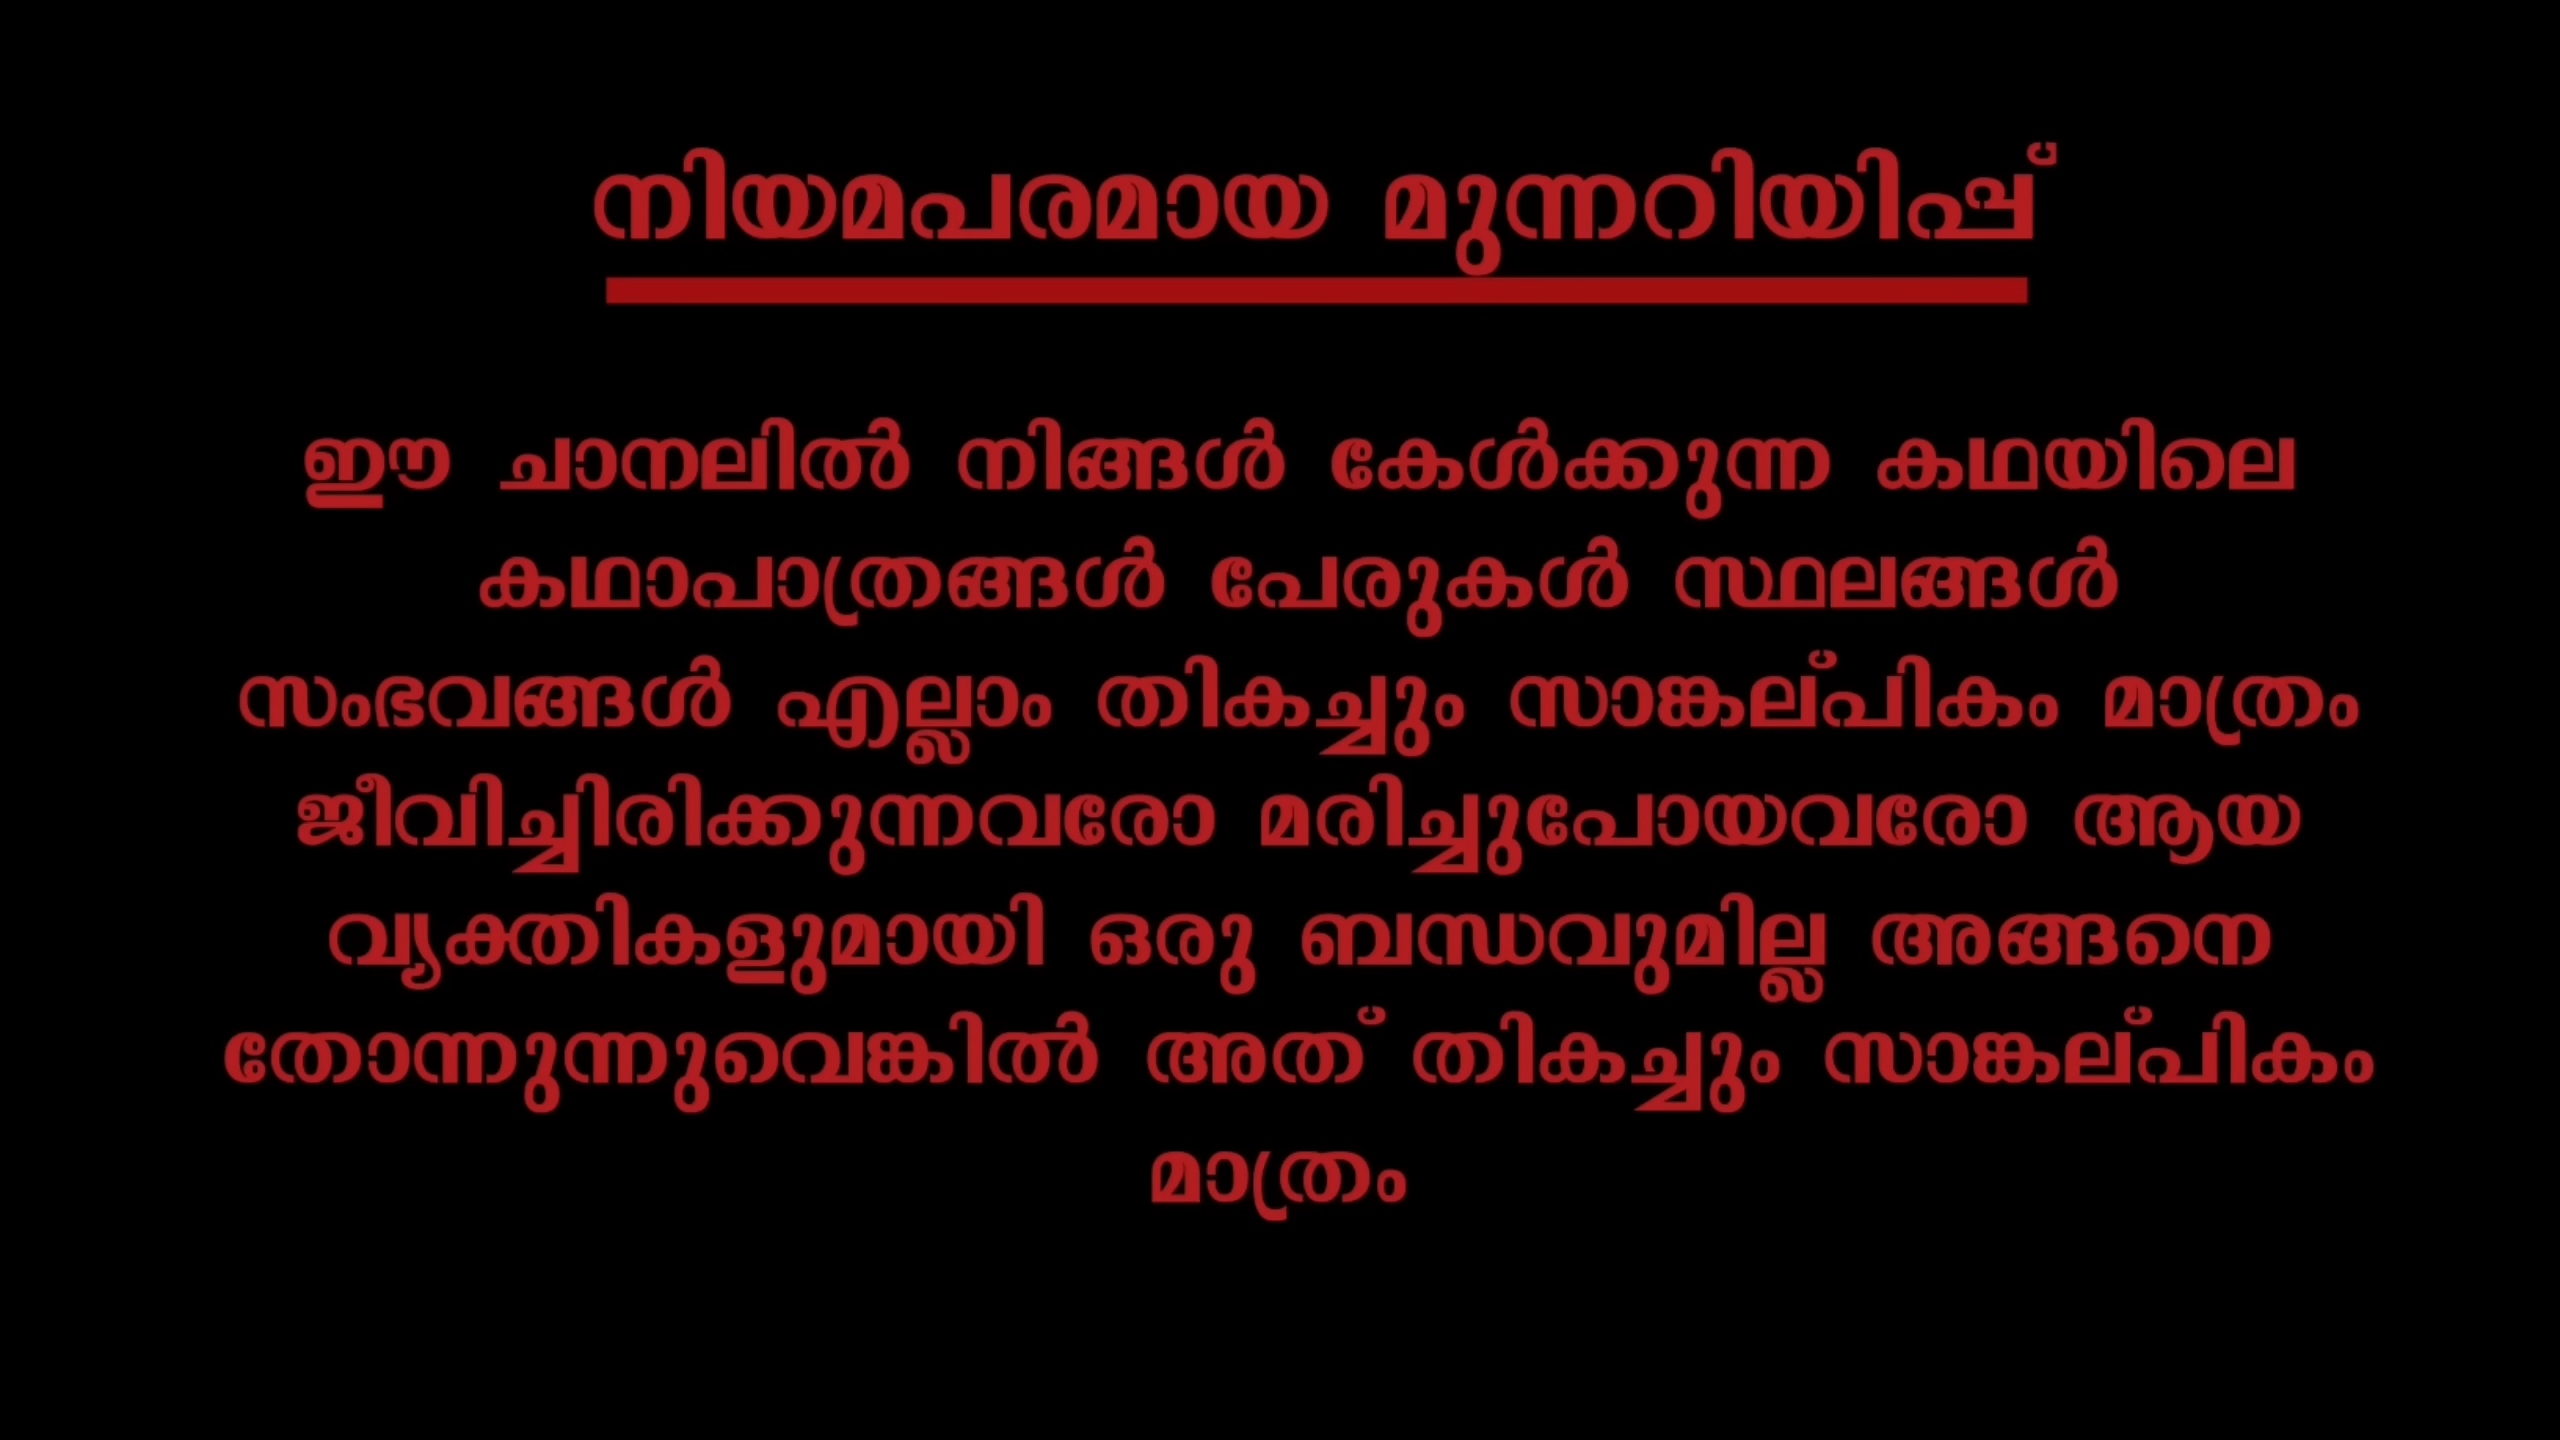 നിയമപരമായ മുന്നറിയിപ്പ്
ഈ ചാനലിൽ നിങ്ങൾ കേൾക്കുന്ന കഥയിലെ
കഥാപാത്രങ്ങൾ പേരുകൾ സ്ഥലങ്ങൾ
സംഭവങ്ങൾ എല്ലാം തികച്ചും സാങ്കല്പികം മാത്രം
ജീവിച്ചിരിക്കുന്നവരോ മരിച്ചുപോയവരോ ആയ
വ്യക്തികളുമായി ഒരു ബന്ധവുമില്ല അങ്ങനെ
തോന്നുന്നുവെങ്കിൽ അത് തികച്ചും സാങ്കല്പികം
മാത്രം